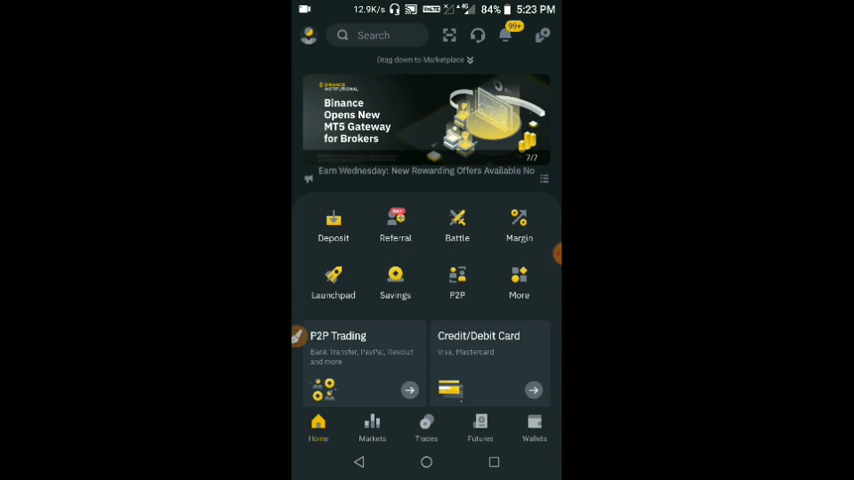 12.9K/s VoLTE 4G 84% 5:23 PM
99+
Search
Drag down to Marketplace
BINANCE
INSTITUTIONAL
Binance
Opens New
MT5 Gateway
for Brokers
7/7
Earn Wednesday: New Rewarding Offers Available No
Deposit Referral Battle Margin
Launchpad Savings P2P More
P2P Trading
Bank Transfer, PayPal, Revolut
and more
Credit/Debit Card
Visa, Mastercard
Home Markets Trades Futures Wallets